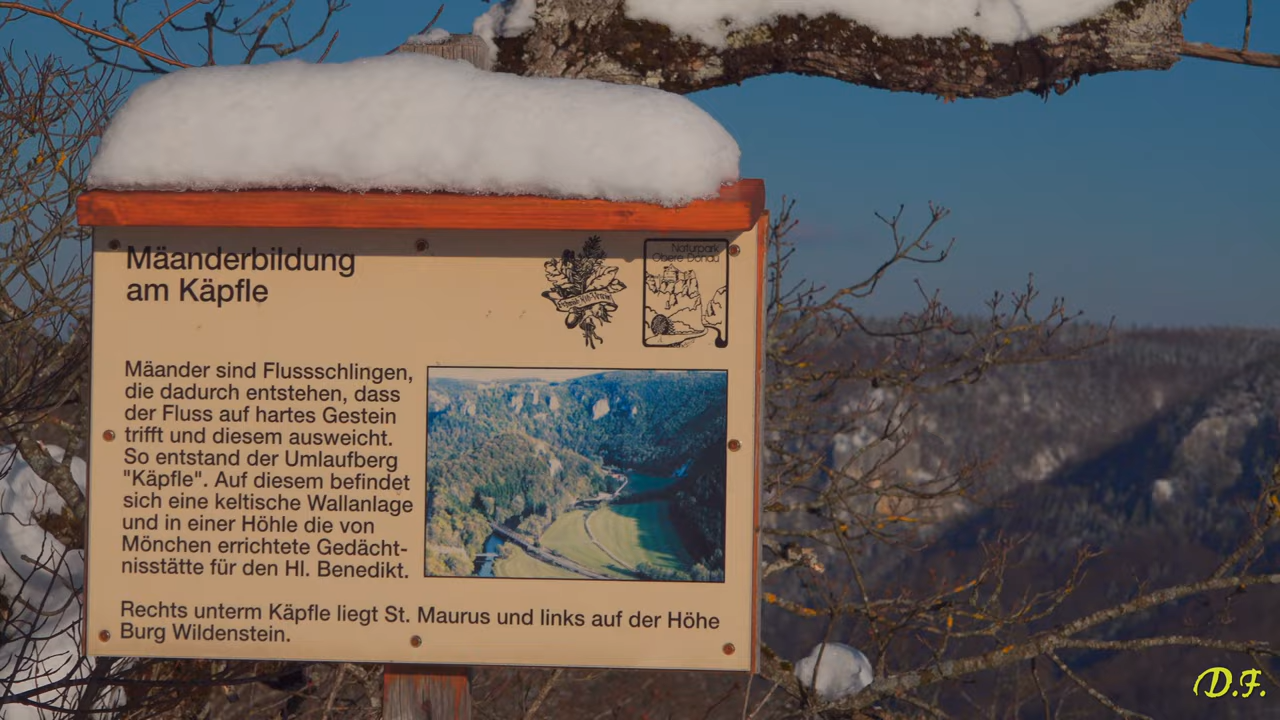 Mäanderbildung
am Käpfle
Naturpark
Obere Donau
Mäander sind Flussschlingen,
die dadurch entstehen, dass
der Fluss auf hartes Gestein
trifft und diesem ausweicht.
So entstand der Umlaufberg
"Käpfle". Auf diesem befindet
sich eine keltische Wallanlage
und in einer Höhle die von
Mönchen errichtete Gedächt-
nisstätte für den Hl. Benedikt.
Rechts unterm Käpfle liegt St. Maurus und links auf der Höhe
Burg Wildenstein.
D.F.